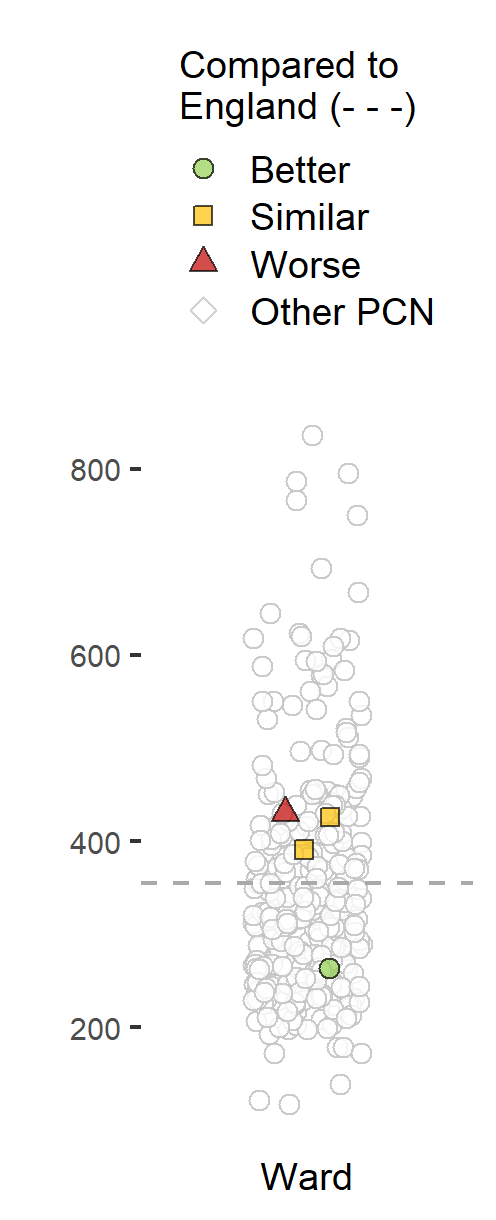 Compared to
England (- - -)
Better
Similar
Worse
Other PCN
800
600
400
200
Ward